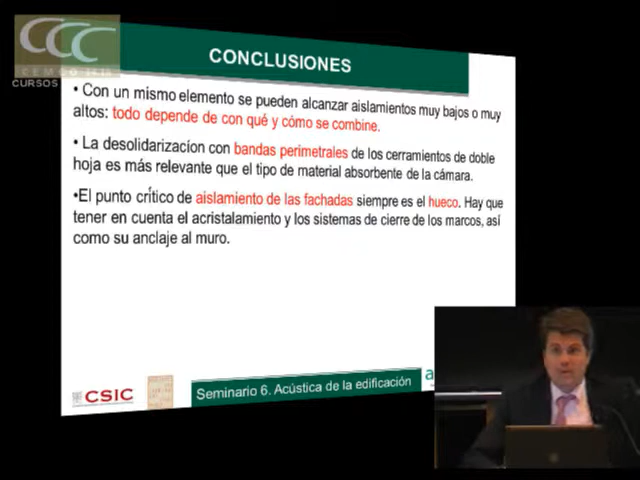 CCC
CEMCO 2010
CURSOS
CONCLUSIONES
• Con un mismo elemento se pueden alcanzar aislamientos muy bajos o muy
altos: todo depende de con qué y cómo se combine.
• La desolidarización con bandas perimetrales de los cerramientos de doble
hoja es más relevante que el tipo de material absorbente de la cámara.
•El punto crítico de aislamiento de las fachadas siempre es el hueco. Hay que
tener en cuenta el acristalamiento y los sistemas de cierre de los marcos, así
como su anclaje al muro.
CSIC
Seminario 6. Acústica de la edificación
a